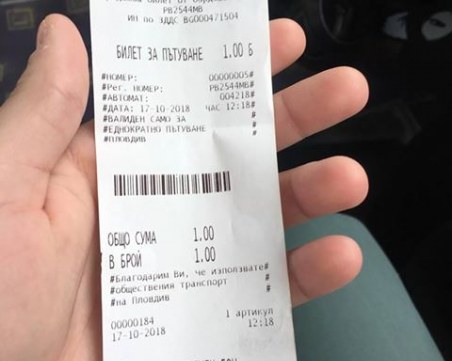 РВ2544МВ
ИН по ЗДДС BG000471504
БИЛЕТ ЗА ПЪТУВАНЕ 1.00 Б
#НОМЕР: 00000005#
#Рег. НОМЕР: РВ2544МВ#
#АВТОМАТ: 004218#
#ДАТА: 17-10-2018 ЧАС 12:18#
#ВАЛИДЕН САМО ЗА #
#ЕДНОКРАТНО ПЪТУВАНЕ #
#ПЛОВДИВ #
ОБЩО СУМА 1.00
В БРОЙ 1.00
#Благодарим Ви, че използвате#
#обществения транспорт #
#на Пловдив #
00000184 1 артикул
17-10-2018 12:18